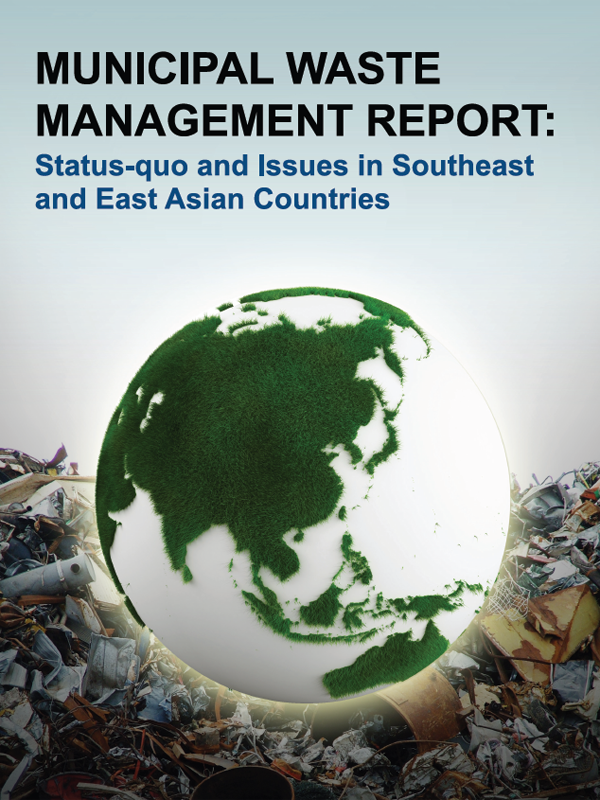 MUNICIPAL WASTE
MANAGEMENT REPORT:
Status-quo and Issues in Southeast
and East Asian Countries